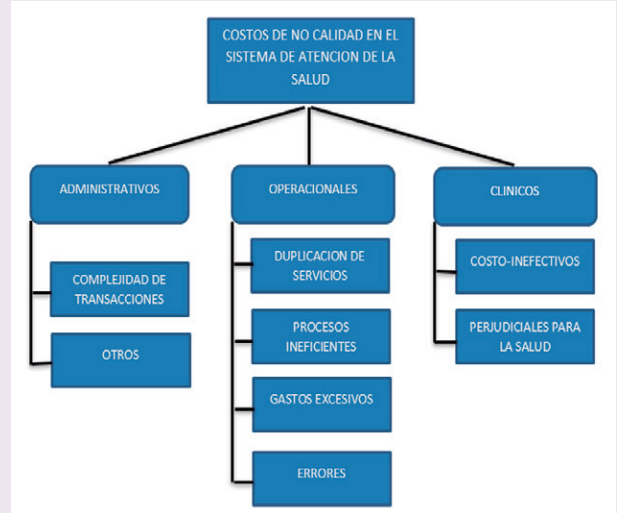 COSTOS DE NO CALIDAD EN EL
SISTEMA DE ATENCION DE LA
SALUD
ADMINISTRATIVOS
OPERACIONALES
CLINICOS
COMPLEJIDAD DE
TRANSACCIONES
OTROS
DUPLICACION DE
SERVICIOS
PROCESOS
INEFICIENTES
GASTOS EXCESIVOS
ERRORES
COSTO-INEFECTIVOS
PERJUDICIALES PARA
LA SALUD